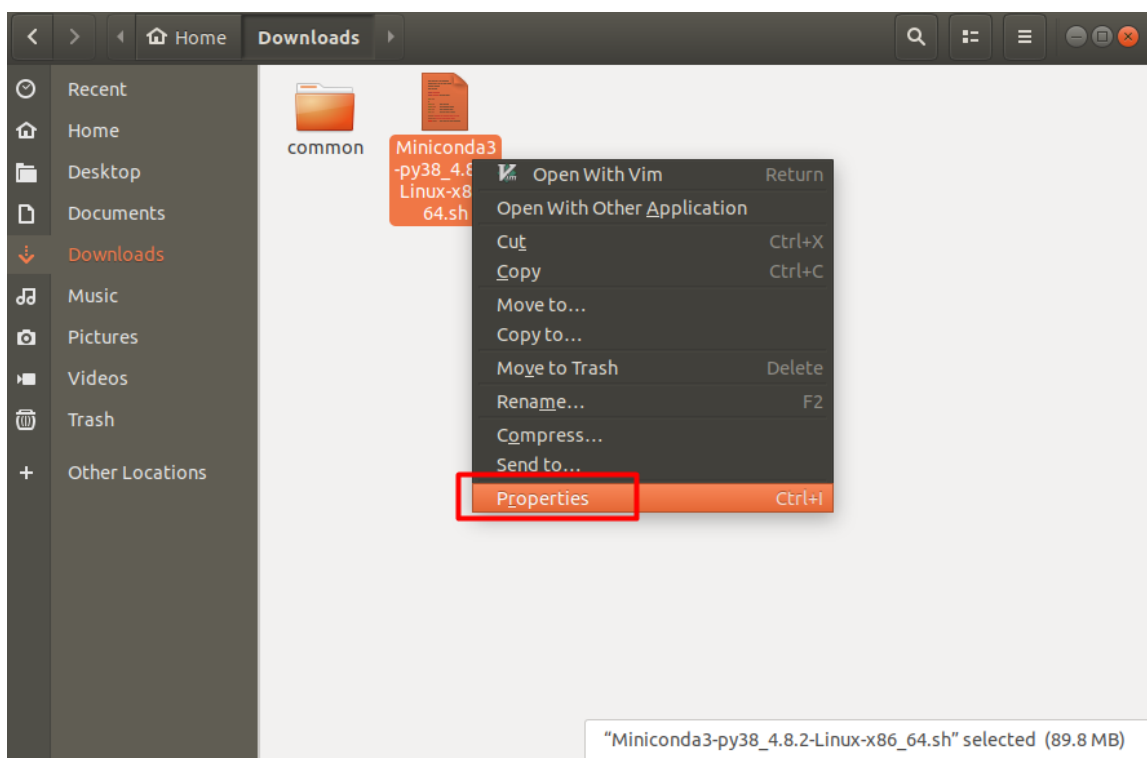 Home
Downloads
Recent
Home
Desktop
Documents
Downloads
Music
Pictures
Videos
Trash
+ Other Locations
common
Miniconda3
-py38_4.8
Linux-x8
64.sh
Open With Vim Return
Open With Other Application
Cut Ctrl+X
Copy Ctrl+C
Move to…
Copy to…
Move to Trash Delete
Rename… F2
Compress…
Send to…
Properties Ctrl+I
“Miniconda3-py38_4.8.2-Linux-x86_64.sh” selected (89.8 MB)